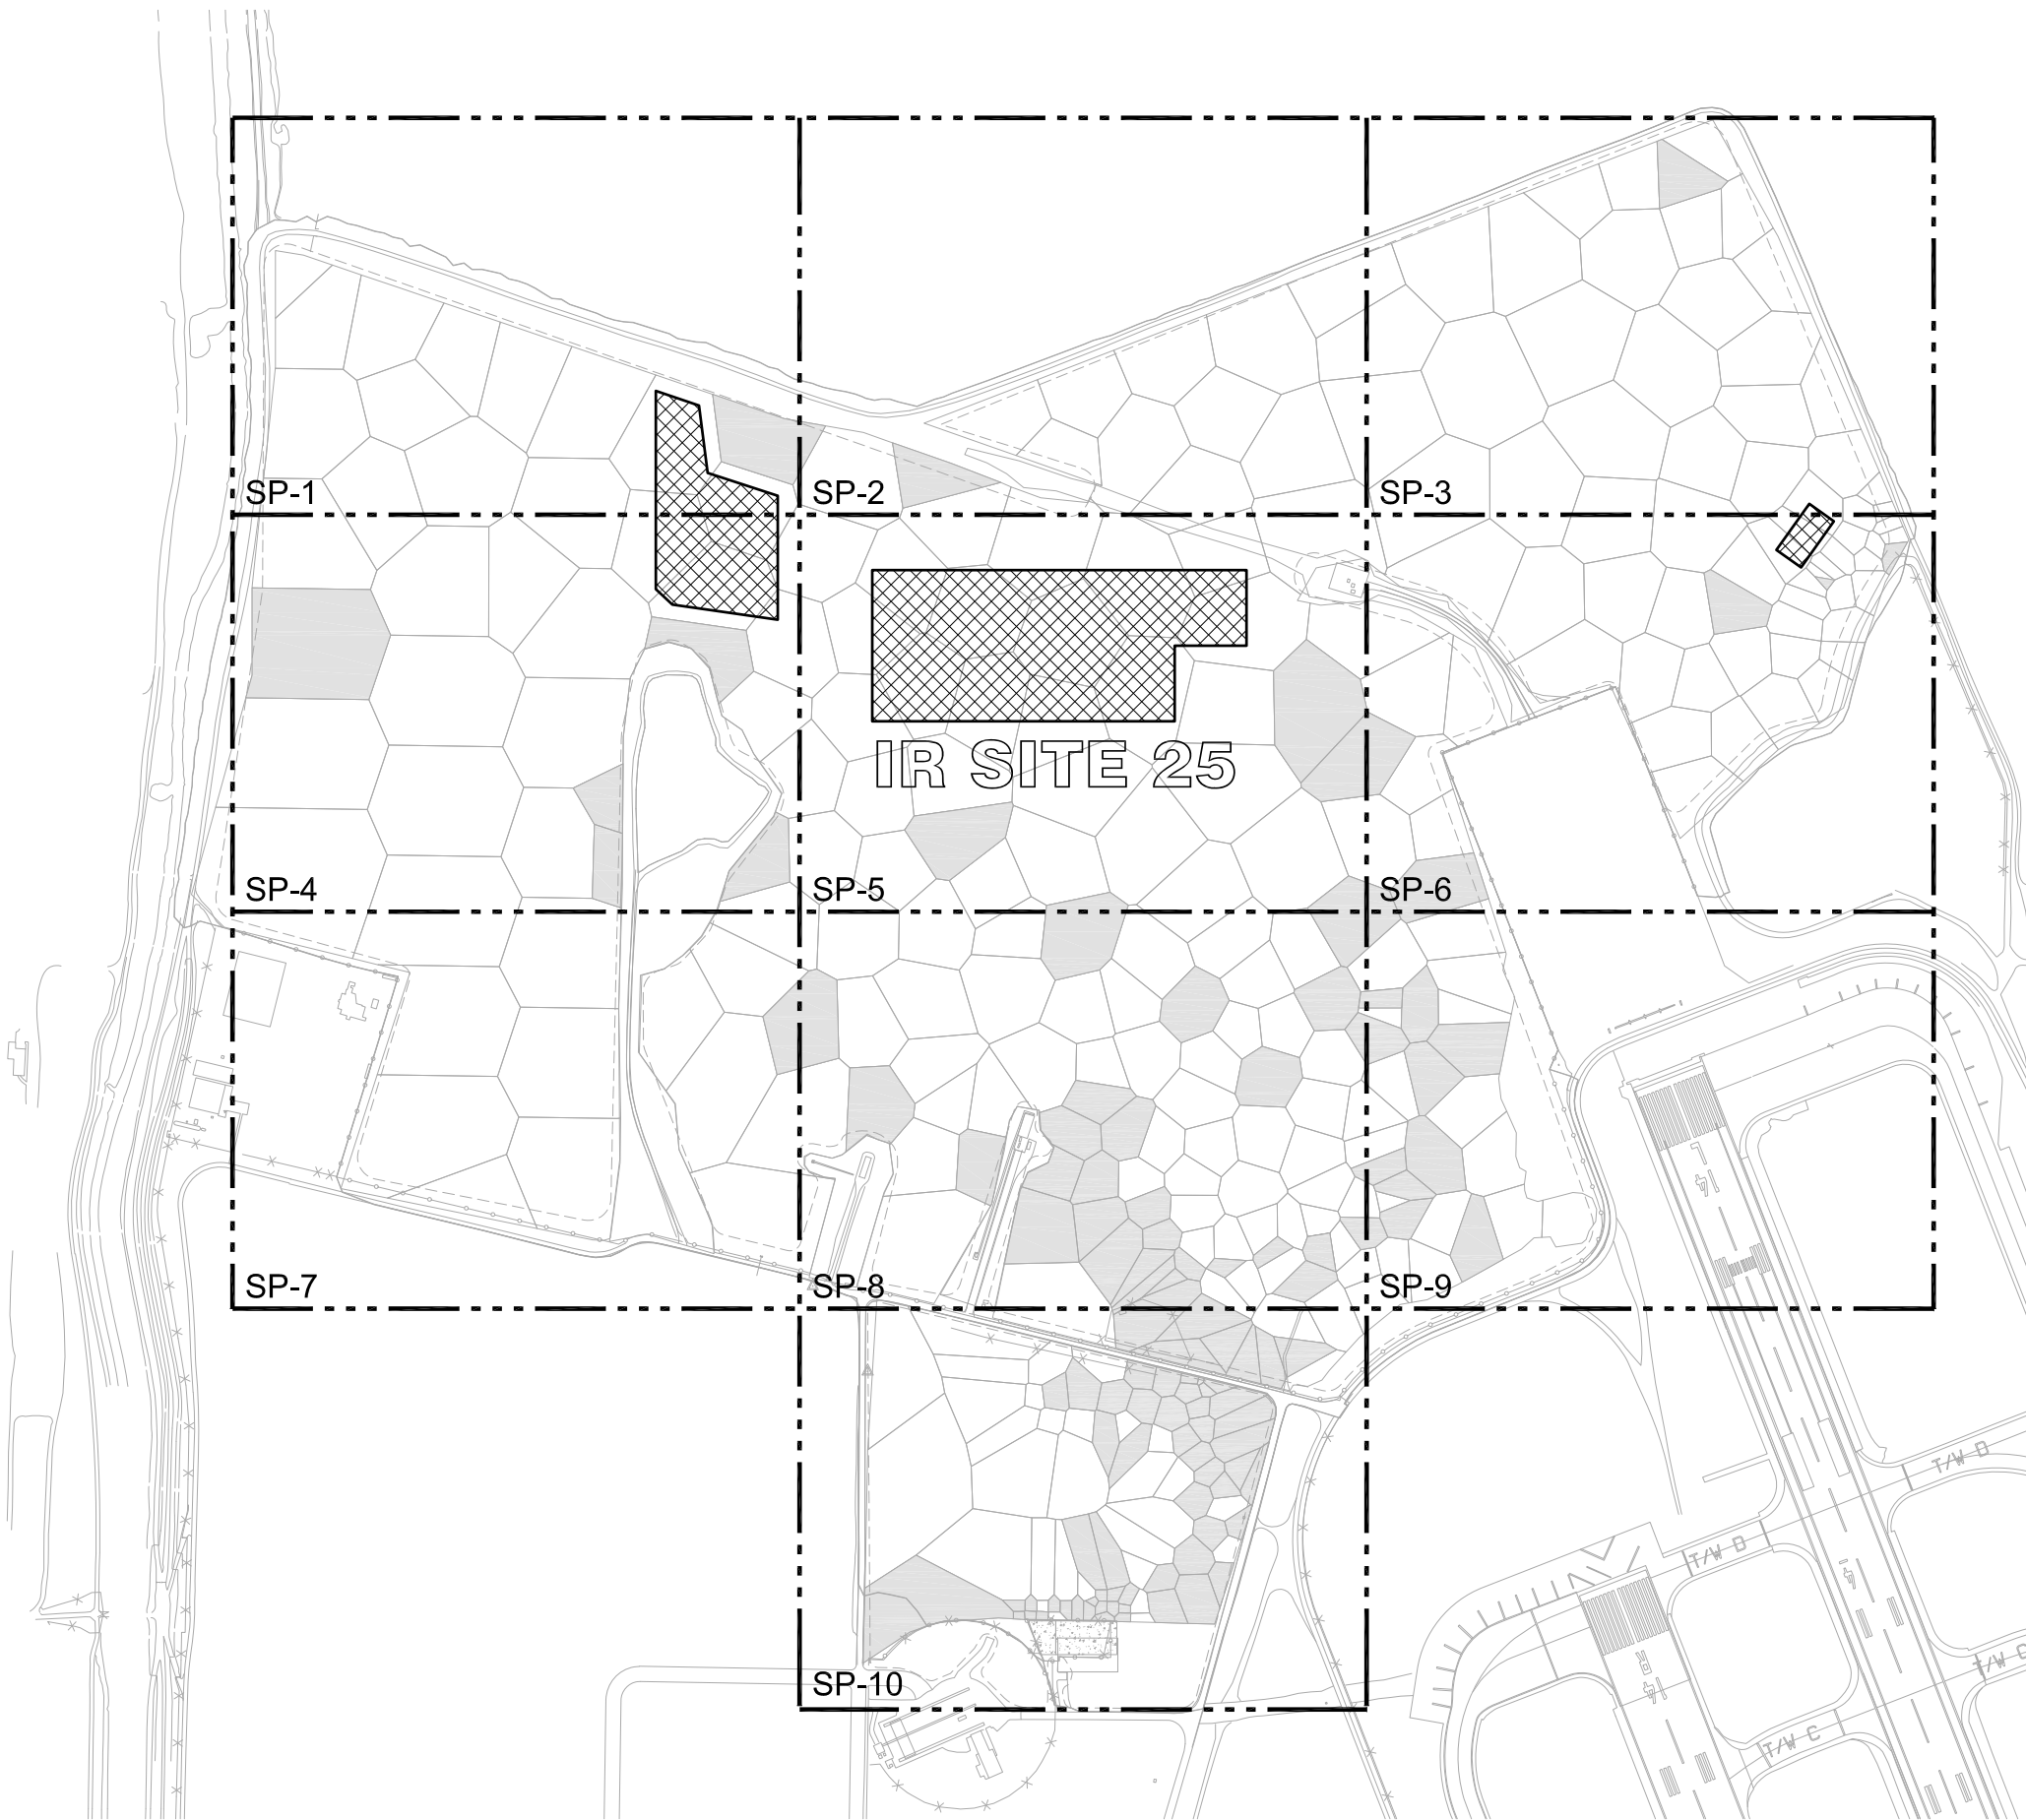 SP-1
SP-2
SP-3
IR SITE 25
SP-4
SP-5
SP-6
SP-7
SP-8
SP-9
T/W D
T/W D
T/W C
SP-10
T/W C